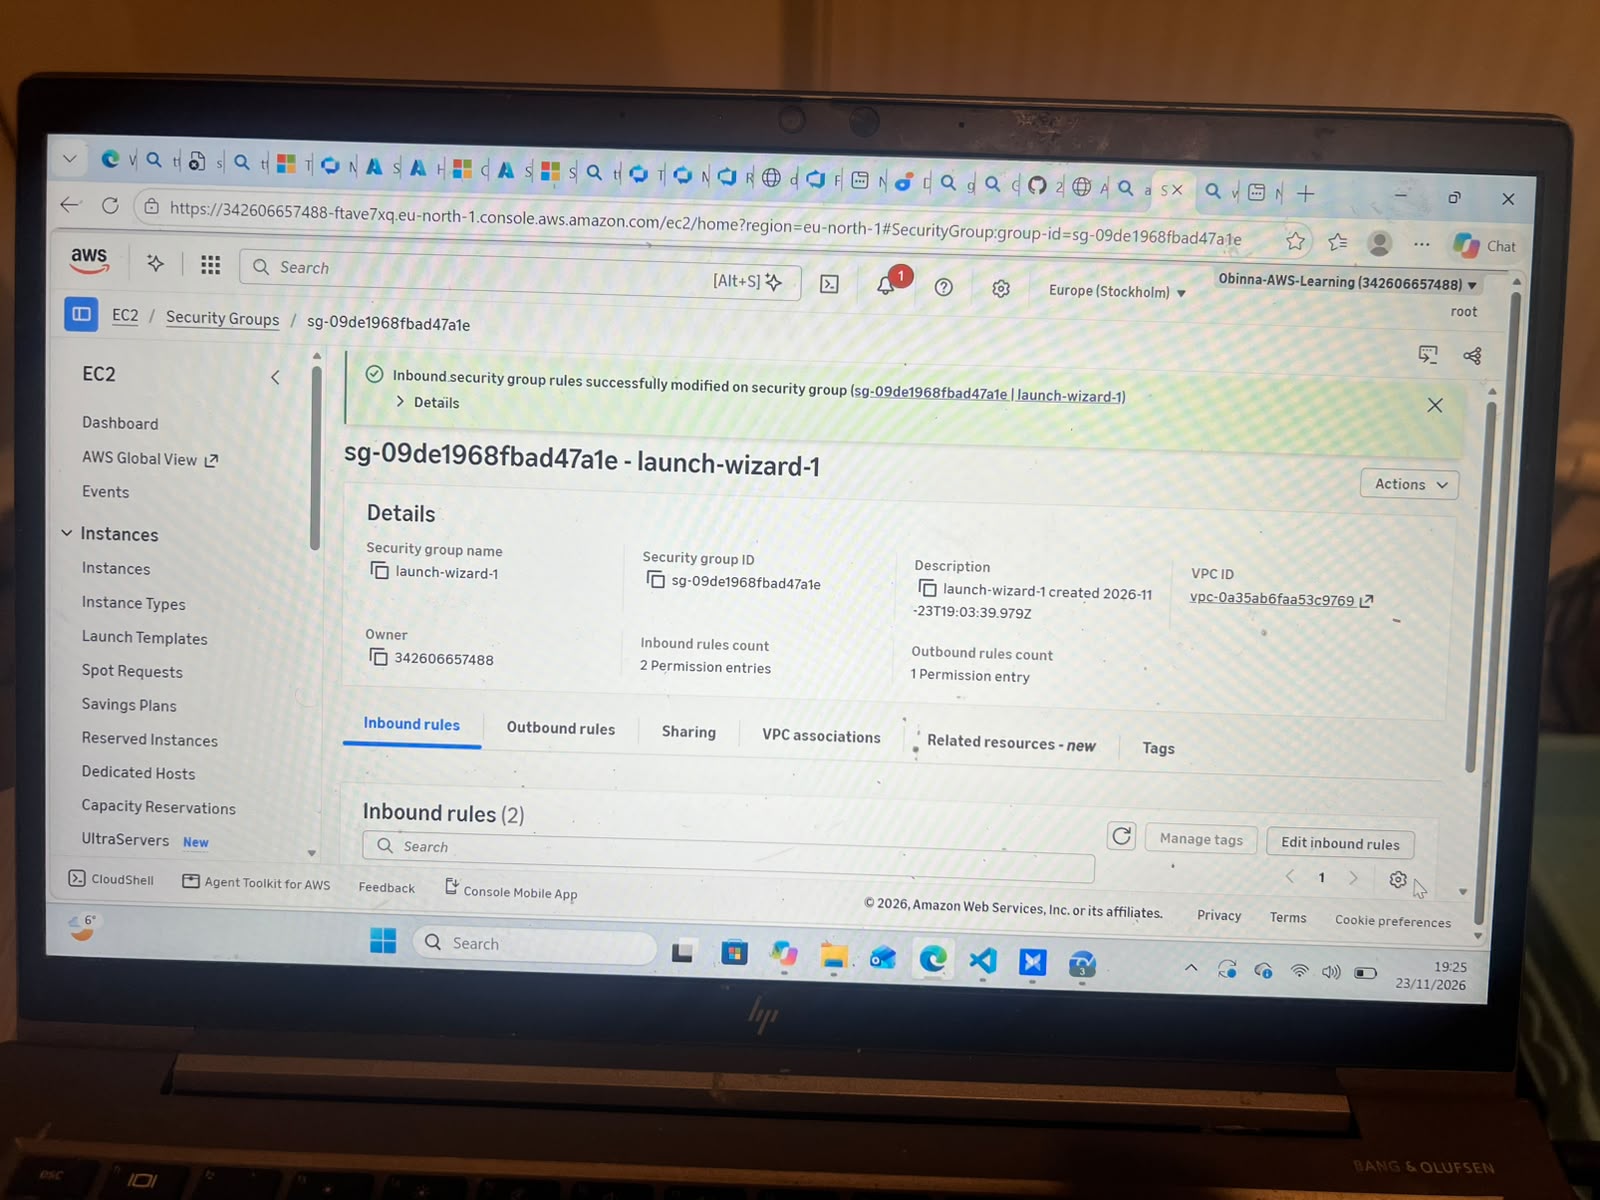 https://342606657488-ftave7xq.eu-north-1.console.aws.amazon.com/ec2/home?region=eu-north-1#SecurityGroup:group-id=sg-09de1968fbad47a1e
Chat
aws
Search
[Alt+S]
1
Europe (Stockholm)
Obinna-AWS-Learning (342606657488)
root
EC2 / Security Groups / sg-09de1968fbad47a1e
EC2
Dashboard
AWS Global View
Events
Instances
Instances
Instance Types
Launch Templates
Spot Requests
Savings Plans
Reserved Instances
Dedicated Hosts
Capacity Reservations
UltraServers New
Inbound security group rules successfully modified on security group (sg-09de1968fbad47a1e | launch-wizard-1)
Details
sg-09de1968fbad47a1e - launch-wizard-1
Actions
Details
Security group name
launch-wizard-1
Security group ID
sg-09de1968fbad47a1e
Description
launch-wizard-1 created 2026-11
-23T19:03:39.979Z
VPC ID
vpc-0a35ab6faa53c9769
Owner
342606657488
Inbound rules count
2 Permission entries
Outbound rules count
1 Permission entry
Inbound rules
Outbound rules
Sharing
VPC associations
Related resources - new
Tags
Inbound rules (2)
Manage tags
Edit inbound rules
Search
1
CloudShell
Agent Toolkit for AWS
Feedback
Console Mobile App
© 2026, Amazon Web Services, Inc. or its affiliates.
Privacy
Terms
Cookie preferences
6°
Search
3
19:25
23/11/2026
hp
BANG & OLUFSEN
esc